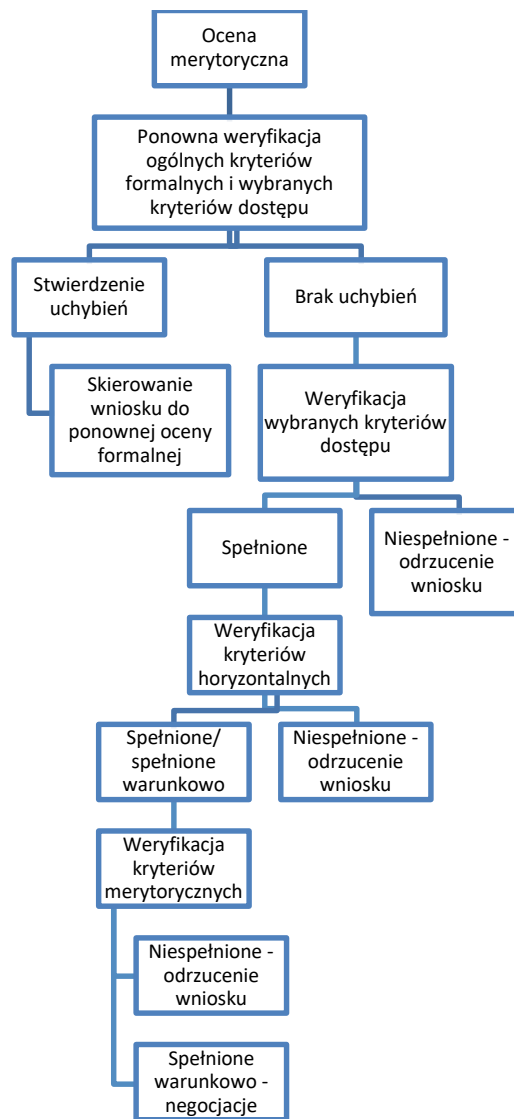 Ocena
merytoryczna
Ponowna weryfikacja
ogólnych kryteriów
formalnych i wybranych
kryteriów dostępu
Stwierdzenie
uchybień
Brak uchybień
Skierowanie
wniosku do
ponownej oceny
formalnej
Weryfikacja
wybranych kryteriów
dostępu
Spełnione
Niespełnione -
odrzucenie
wniosku
Weryfikacja
kryteriów
horyzontalnych
Spełnione/
spełnione
warunkowo
Niespełnione -
odrzucenie
wniosku
Weryfikacja
kryteriów
merytorycznych
Niespełnione -
odrzucenie
wniosku
Spełnione
warunkowo -
negocjacje